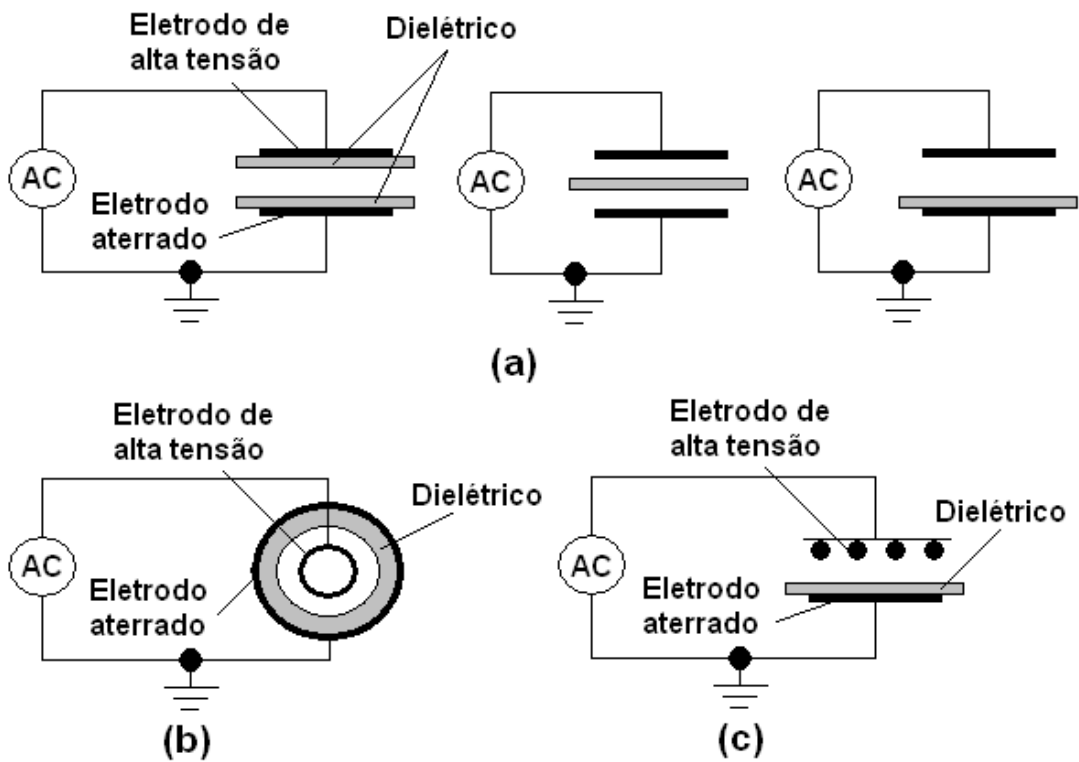 Eletrodo de
alta tensão
Dielétrico
AC
Eletrodo
aterrado
AC
AC
(a)
Eletrodo de
alta tensão
Dielétrico
AC
Eletrodo
aterrado
(b)
Eletrodo de
alta tensão
Dielétrico
AC
Eletrodo
aterrado
(c)